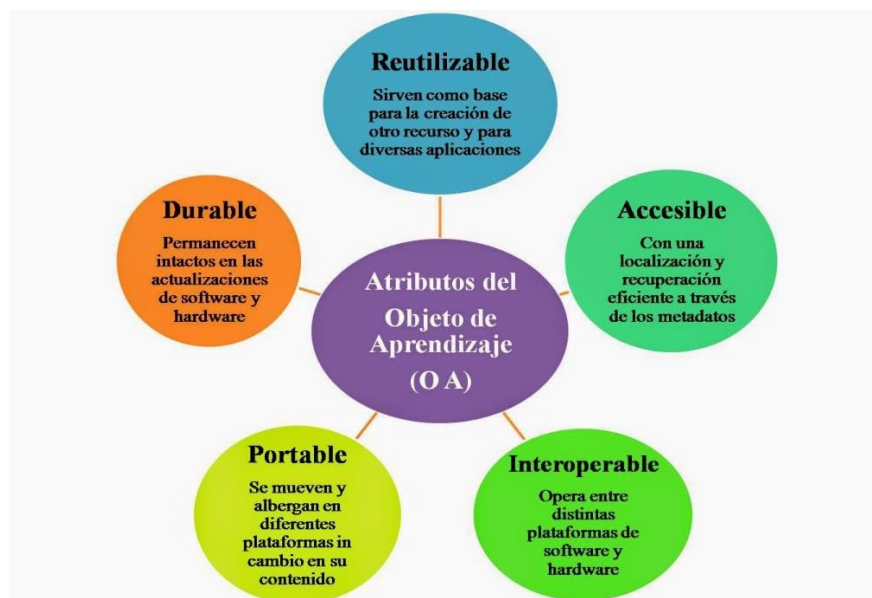 Reutilizable
Sirven como base
para la creación de
otro recurso y para
diversas aplicaciones
Durable
Permanecen
intactos en las
actualizaciones
de software y
hardware
Accesible
Con una
localización y
recuperación
eficiente a través
de los metadatos
Atributos del
Objeto de
Aprendizaje
(O A)
Portable
Se mueven y
albergan en
diferentes
plataformas in
cambio en su
contenido
Interoperable
Opera entre
distintas
plataformas de
software y
hardware